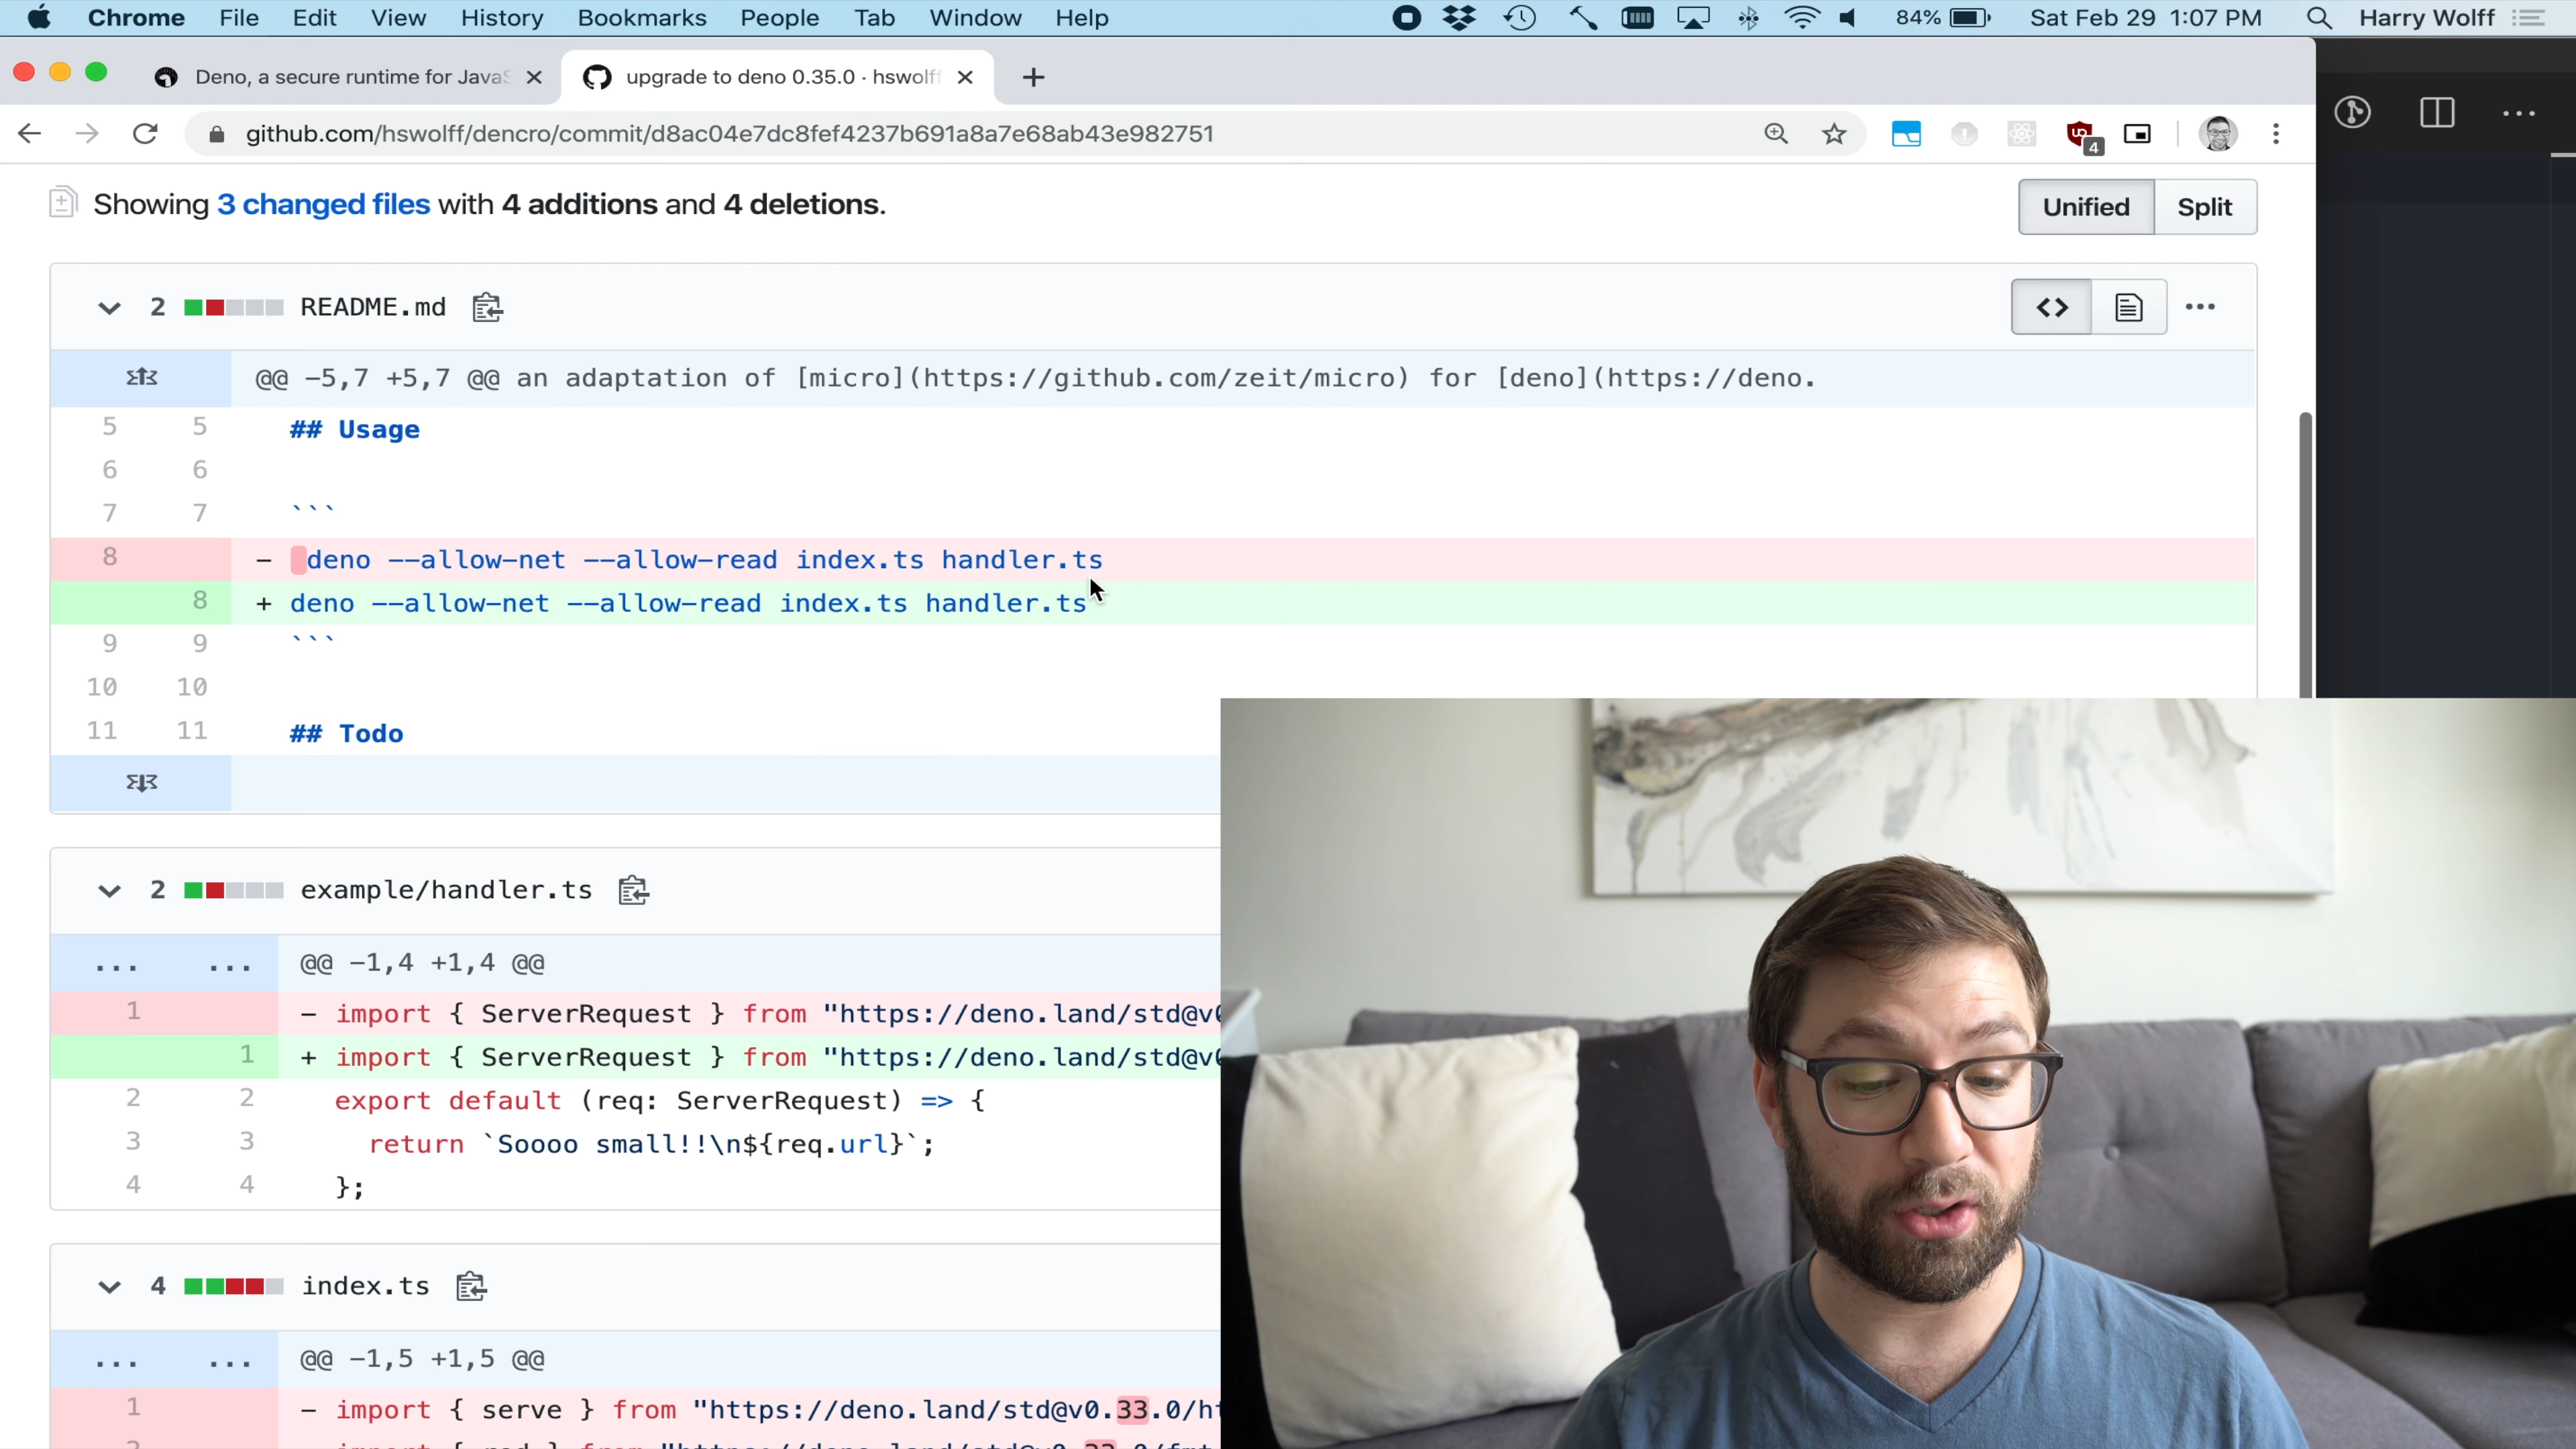 Chrome File Edit View History Bookmarks People Tab Window Help 84% Sat Feb 29 1:07 PM Harry Wolff
Deno, a secure runtime for JavaS upgrade to deno 0.35.0 · hswolff
github.com/hswolff/dencro/commit/d8ac04e7dc8fef4237b691a8a7e68ab43e982751 4
Showing 3 changed files with 4 additions and 4 deletions. Unified Split
2 README.md
@@ -5,7 +5,7 @@ an adaptation of [micro](https://github.com/zeit/micro) for [deno](https://deno.
5 5 ## Usage
6 6
7 7 ```
8 - deno --allow-net --allow-read index.ts handler.ts
8 + deno --allow-net --allow-read index.ts handler.ts
9 9 ```
10 10
11 11 ## Todo
2 example/handler.ts
... ... @@ -1,4 +1,4 @@
1 - import { ServerRequest } from "https://deno.land/std@v0
1 + import { ServerRequest } from "https://deno.land/std@v0
2 2 export default (req: ServerRequest) => {
3 3 return `Soooo small!!\n${req.url}`;
4 4 };
4 index.ts
... ... @@ -1,5 +1,5 @@
1 - import { serve } from "https://deno.land/std@v0.33.0/ht